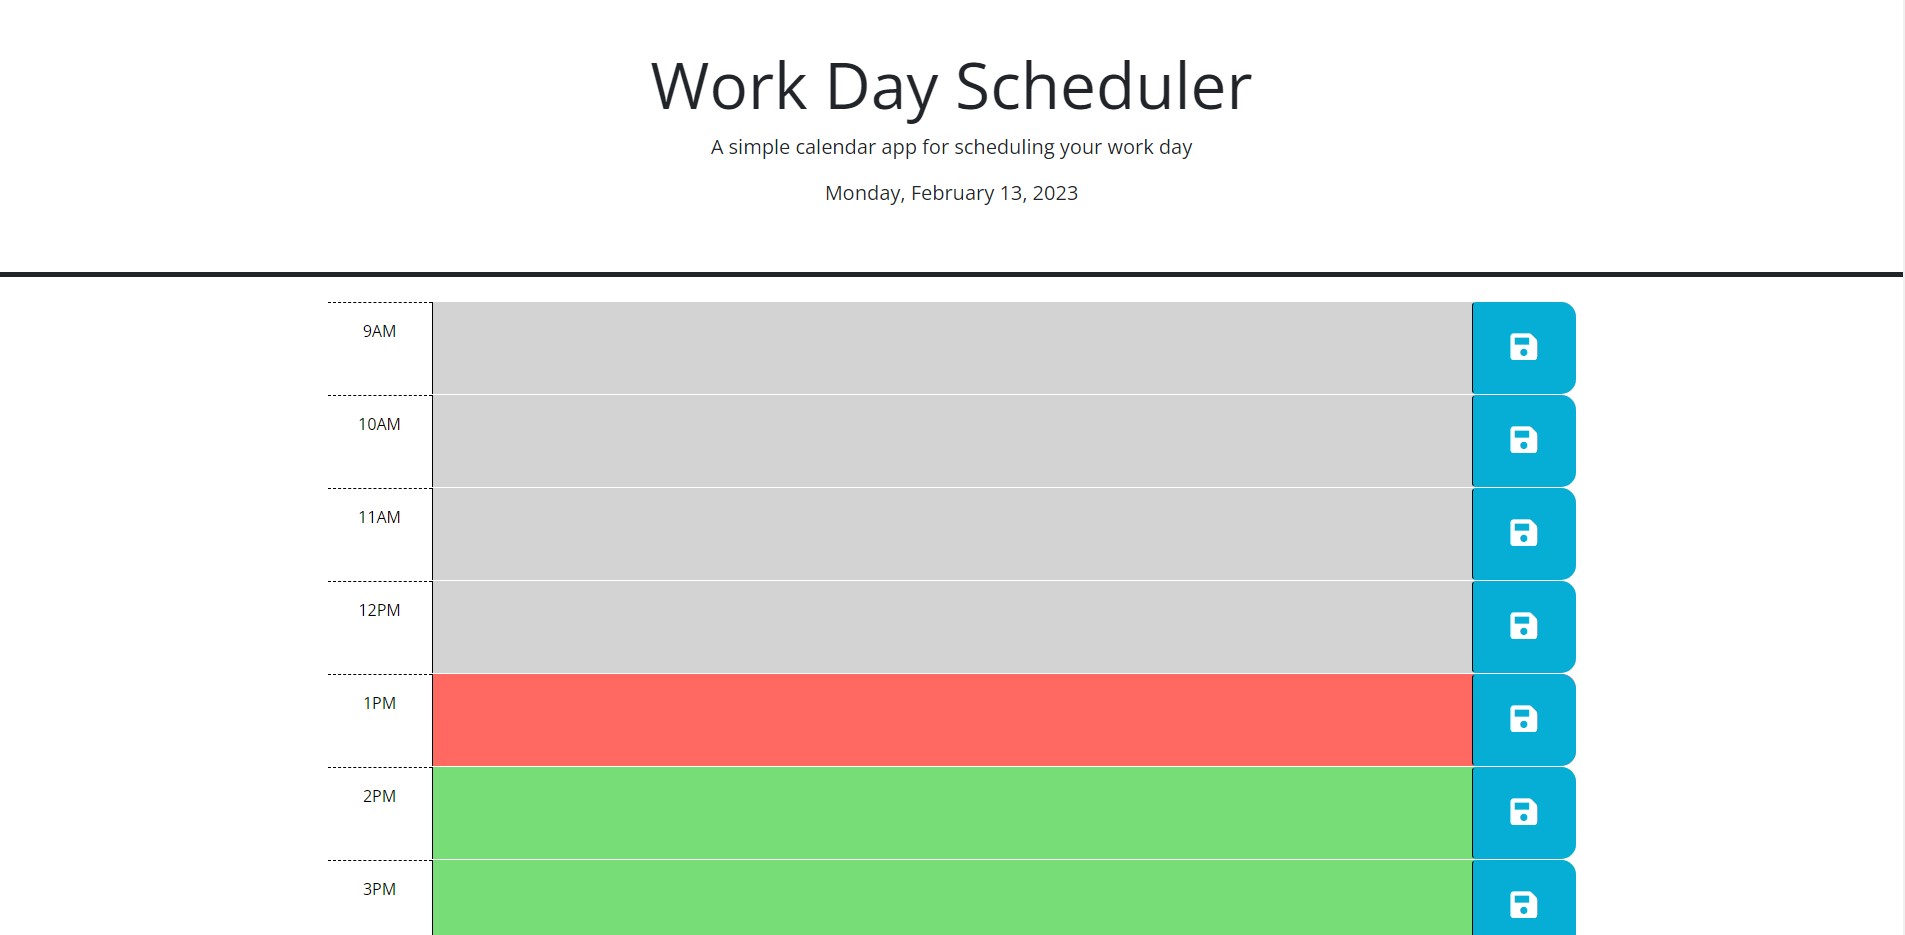 Work Day Scheduler
A simple calendar app for scheduling your work day
Monday, February 13, 2023
9AM
10AM
11AM
12PM
1PM
2PM
3PM